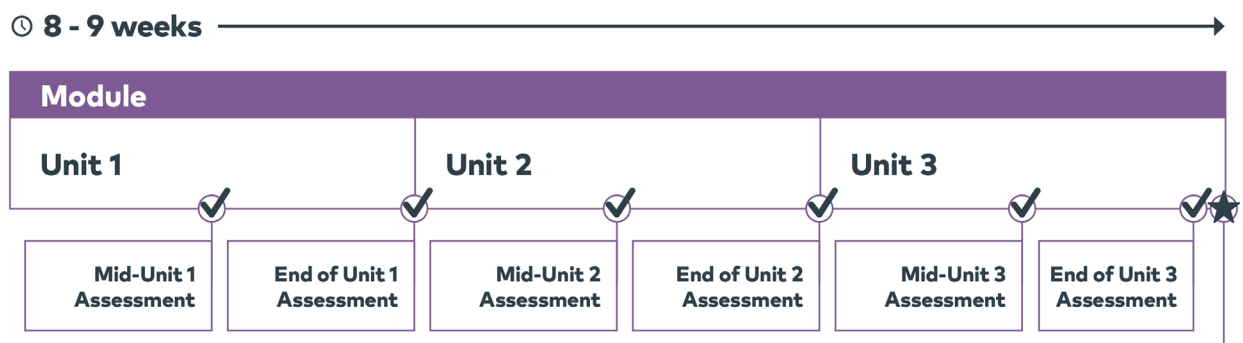 8 - 9 weeks
Module
Unit 1
Unit 2
Unit 3
Mid-Unit 1
Assessment
End of Unit 1
Assessment
Mid-Unit 2
Assessment
End of Unit 2
Assessment
Mid-Unit 3
Assessment
End of Unit 3
Assessment